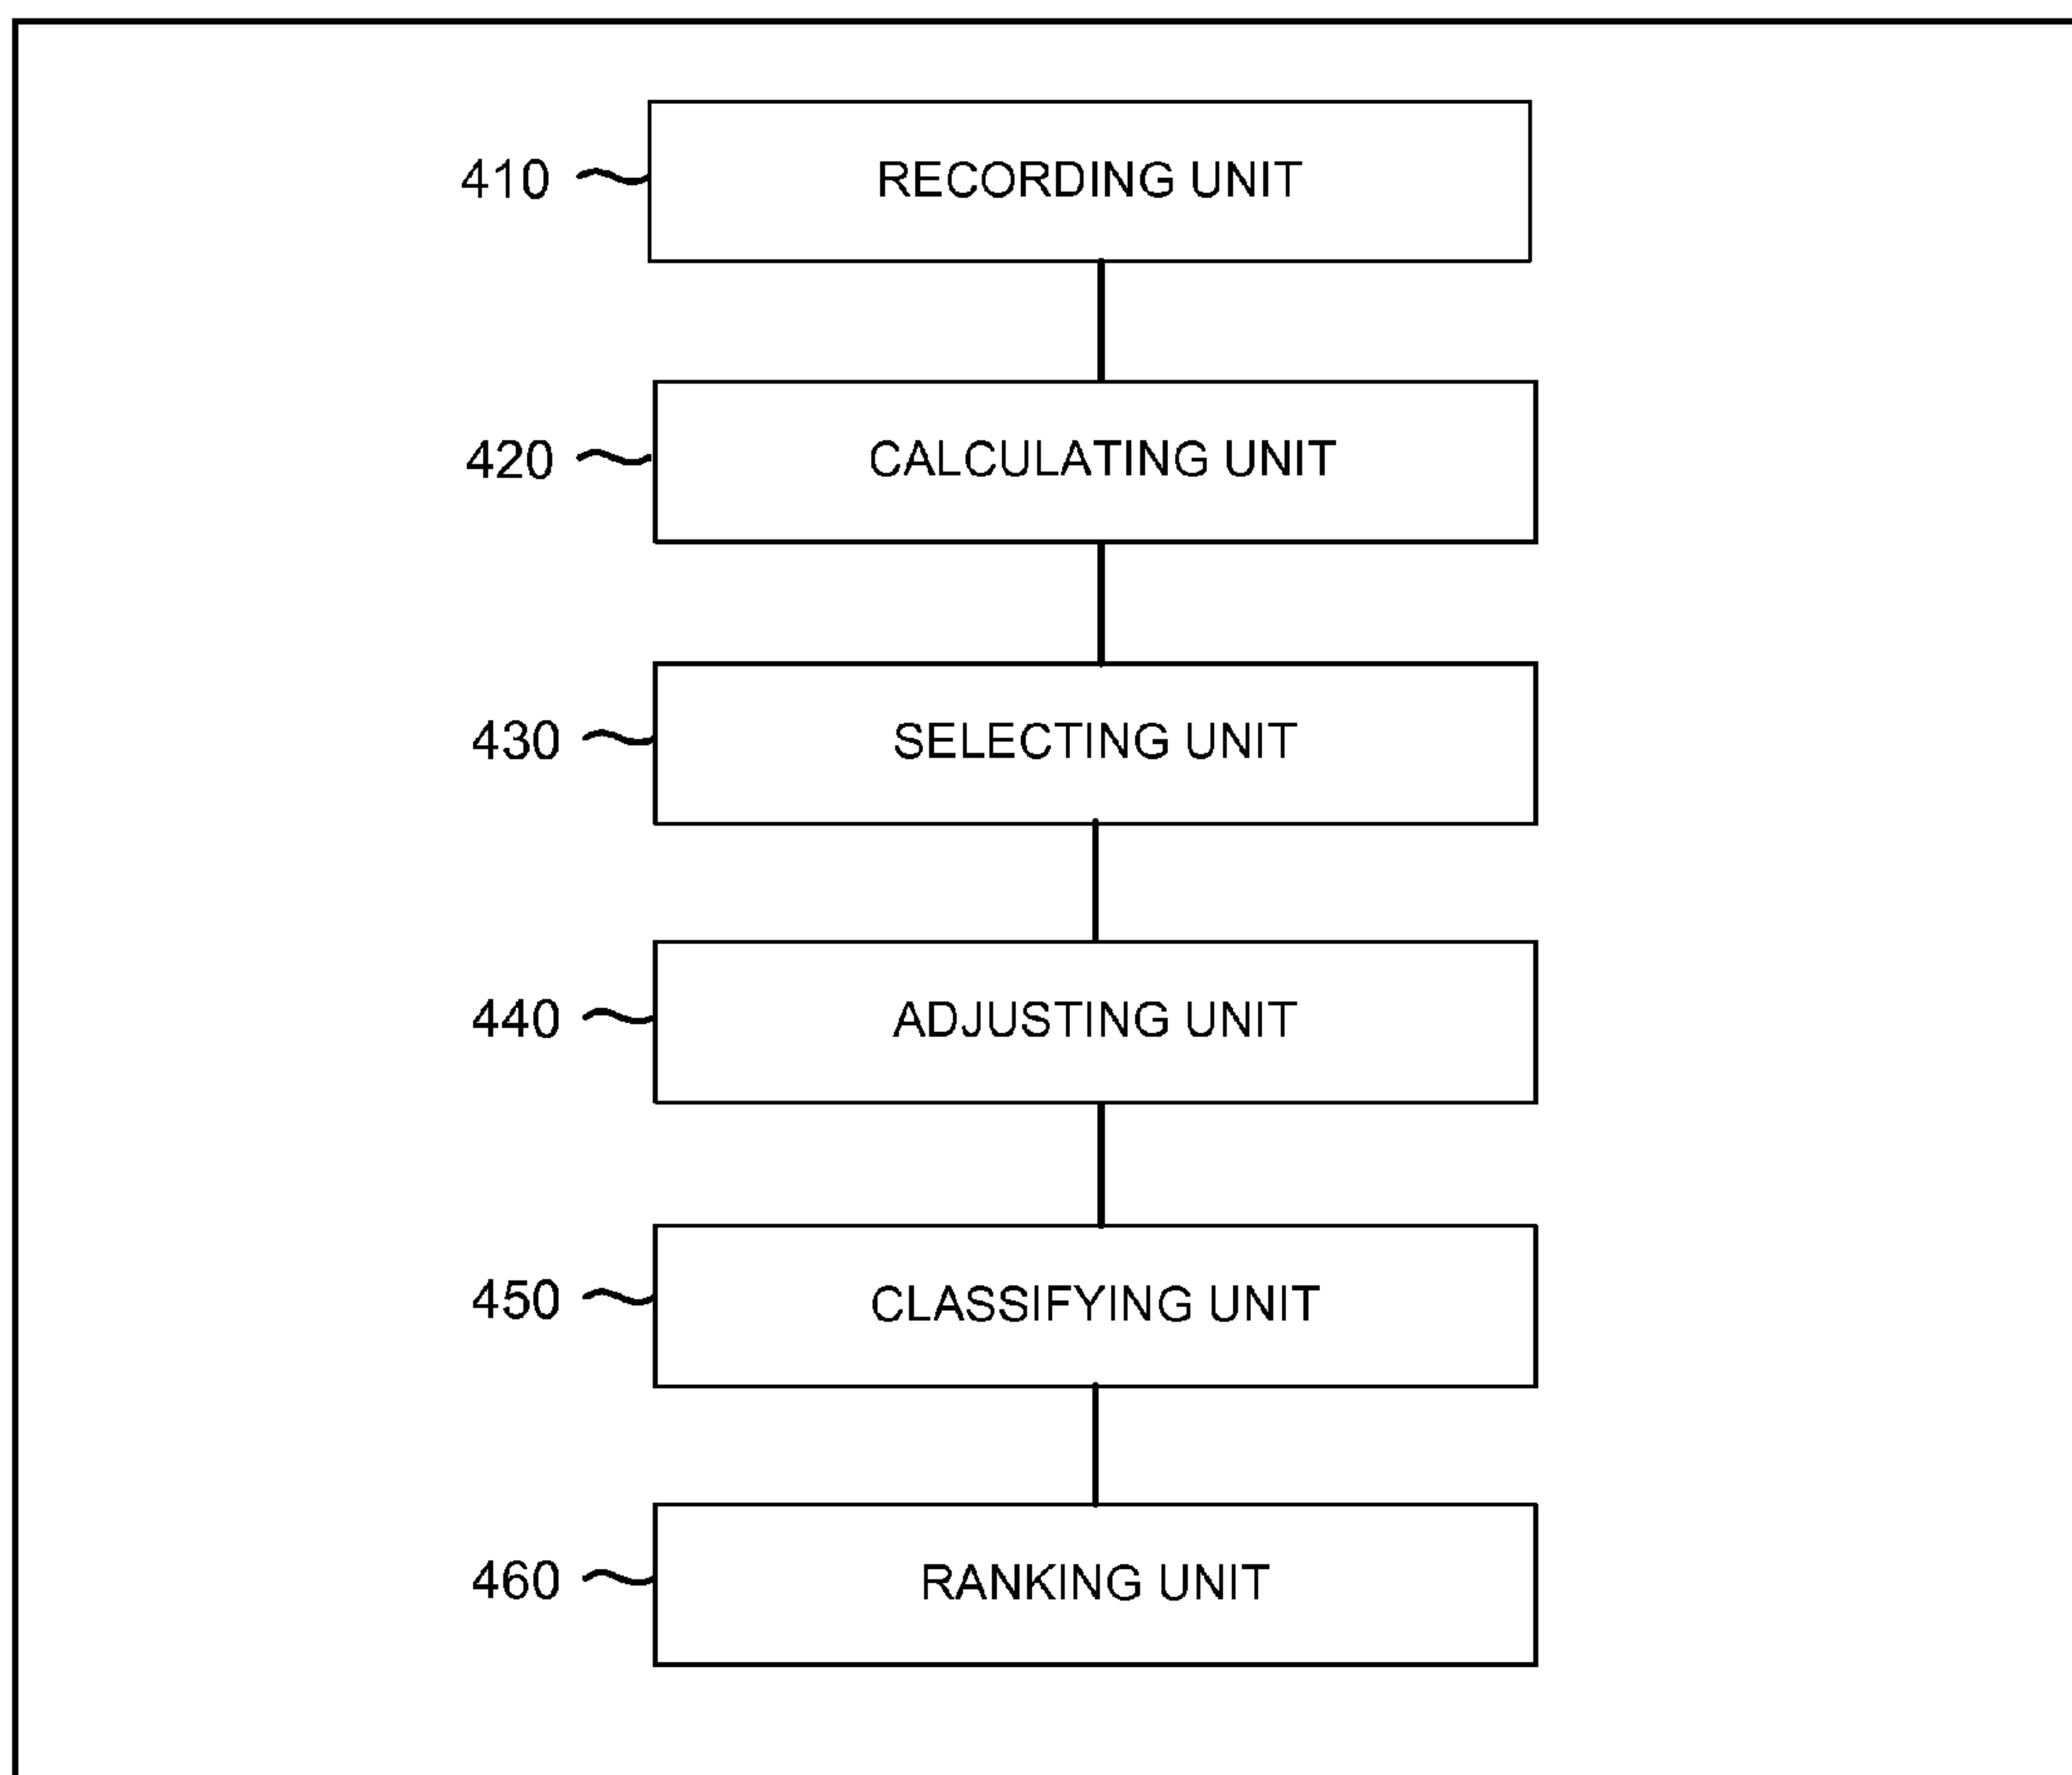 410 RECORDING UNIT
420 CALCULATING UNIT
430 SELECTING UNIT
440 ADJUSTING UNIT
450 CLASSIFYING UNIT
460 RANKING UNIT